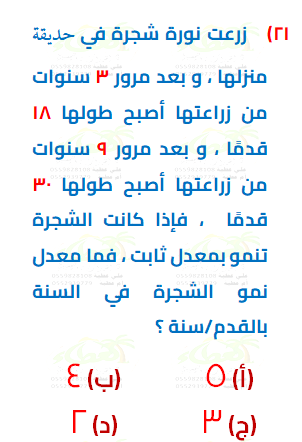 ٢١) زرعت نورة شجرة في حديقة
منزلها ، و بعد مرور ٣ سنوات
من زراعتها أصبح طولها ١٨
قدمًا ، و بعد مرور ٩ سنوات
من زراعتها أصبح طولها ٣٠
قدمًا ، فإذا كانت الشجرة
تنمو بمعدل ثابت ، فما معدل
نمو الشجرة في السنة
بالقدم/سنة ؟
(أ) ٥ (ب) ٤
(ج) ٣ (د) ٢